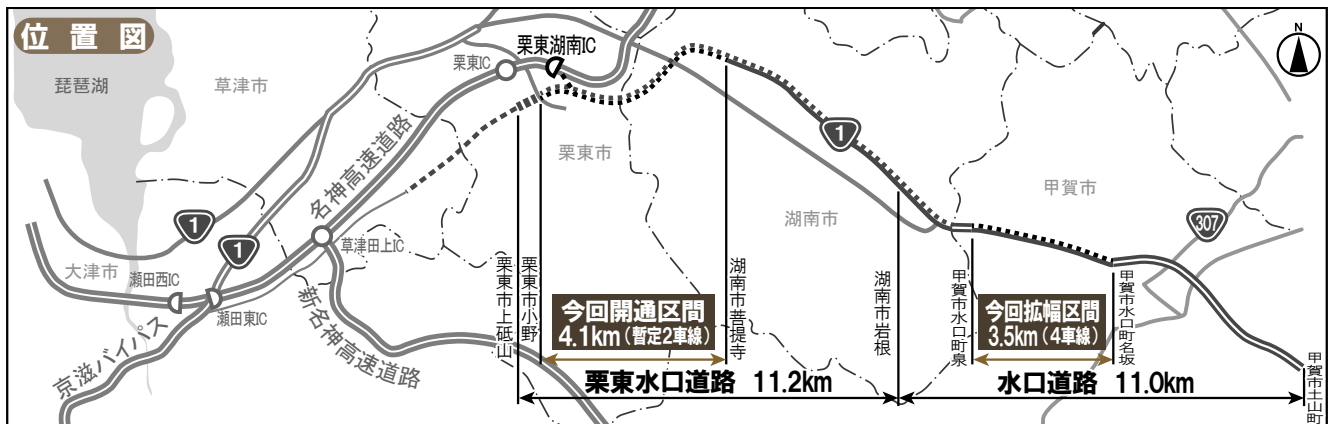 位置図
N
琵琶湖
草津市
栗東IC
栗東湖南IC
栗東市
名神高速道路
1
1
1
307
甲賀市
湖南市
大津市
瀬田西IC
瀬田東IC
草津田上IC
新名神高速道路
京滋バイパス
栗東市上砥山
栗東市小野
今回開通区間
4.1km(暫定2車線)
湖南市菩提寺
湖南市岩根
甲賀市水口町泉
今回拡幅区間
3.5km(4車線)
甲賀市水口町名坂
甲賀市土山町
栗東水口道路 11.2km
水口道路 11.0km